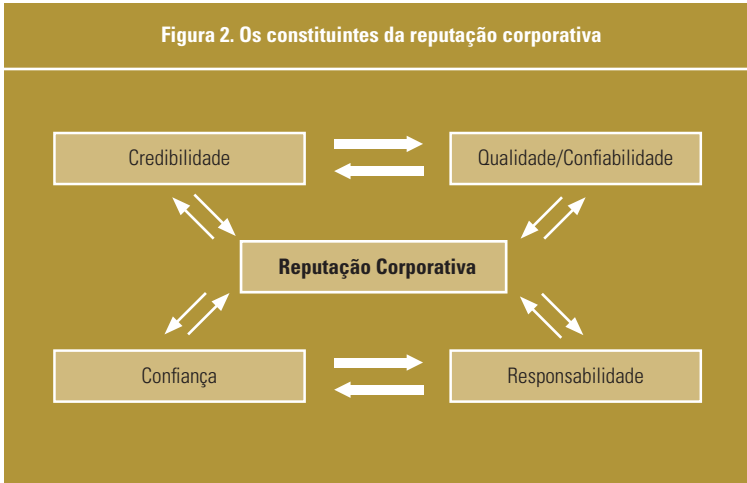 Figura 2. Os constituintes da reputação corporativa
Credibilidade
Qualidade/Confiabilidade
Reputação Corporativa
Confiança
Responsabilidade